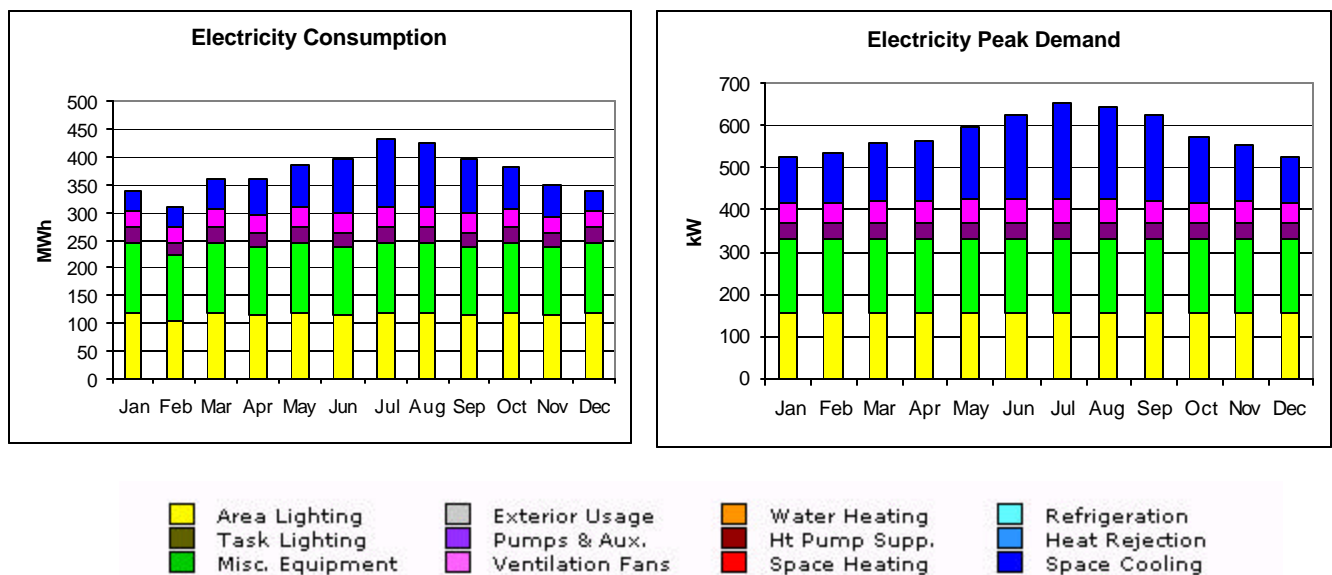 Electricity Consumption
MWh
500
450
400
350
300
250
200
150
100
50
0
Jan Feb Mar Apr May Jun Jul Aug Sep Oct Nov Dec
Electricity Peak Demand
kW
700
600
500
400
300
200
100
0
Jan Feb Mar Apr May Jun Jul Aug Sep Oct Nov Dec
Area Lighting Exterior Usage Water Heating Refrigeration
Task Lighting Pumps & Aux. Ht Pump Supp. Heat Rejection
Misc. Equipment Ventilation Fans Space Heating Space Cooling